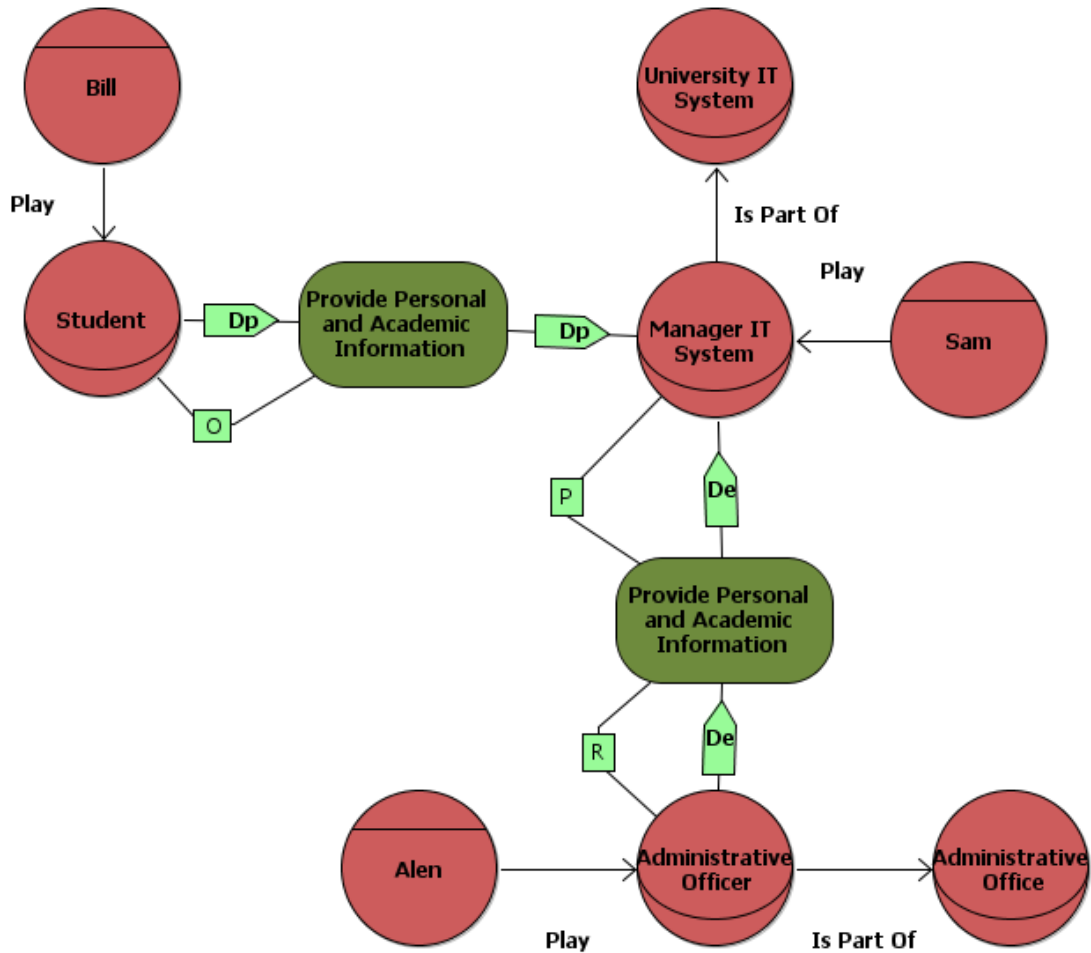 Bill
University IT
System
Play
Is Part Of
Play
Student
Dp
Provide Personal
and Academic
Information
Dp
Manager IT
System
Sam
O
P
De
Provide Personal
and Academic
Information
R
De
Alen
Administrative
Officer
Administrative
Office
Play
Is Part Of